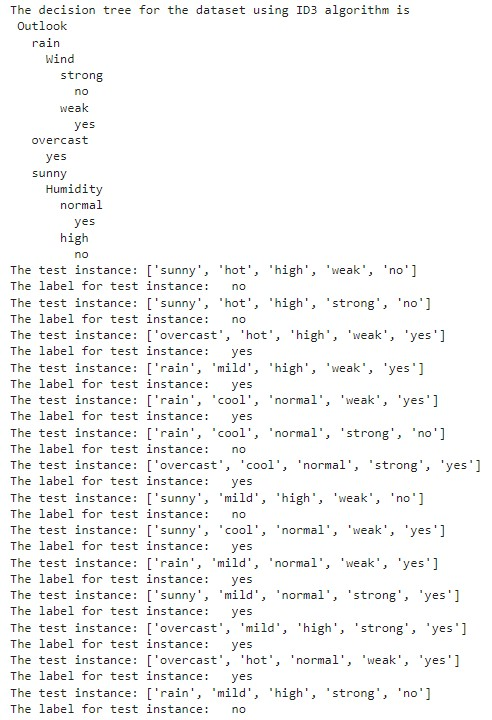 The decision tree for the dataset using ID3 algorithm is
Outlook
rain
Wind
strong
no
weak
yes
overcast
yes
sunny
Humidity
normal
yes
high
no
The test instance: ['sunny', 'hot', 'high', 'weak', 'no']
The label for test instance: no
The test instance: ['sunny', 'hot', 'high', 'strong', 'no']
The label for test instance: no
The test instance: ['overcast', 'hot', 'high', 'weak', 'yes']
The label for test instance: yes
The test instance: ['rain', 'mild', 'high', 'weak', 'yes']
The label for test instance: yes
The test instance: ['rain', 'cool', 'normal', 'weak', 'yes']
The label for test instance: yes
The test instance: ['rain', 'cool', 'normal', 'strong', 'no']
The label for test instance: no
The test instance: ['overcast', 'cool', 'normal', 'strong', 'yes']
The label for test instance: yes
The test instance: ['sunny', 'mild', 'high', 'weak', 'no']
The label for test instance: no
The test instance: ['sunny', 'cool', 'normal', 'weak', 'yes']
The label for test instance: yes
The test instance: ['rain', 'mild', 'normal', 'weak', 'yes']
The label for test instance: yes
The test instance: ['sunny', 'mild', 'normal', 'strong', 'yes']
The label for test instance: yes
The test instance: ['overcast', 'mild', 'high', 'strong', 'yes']
The label for test instance: yes
The test instance: ['overcast', 'hot', 'normal', 'weak', 'yes']
The label for test instance: yes
The test instance: ['rain', 'mild', 'high', 'strong', 'no']
The label for test instance: no